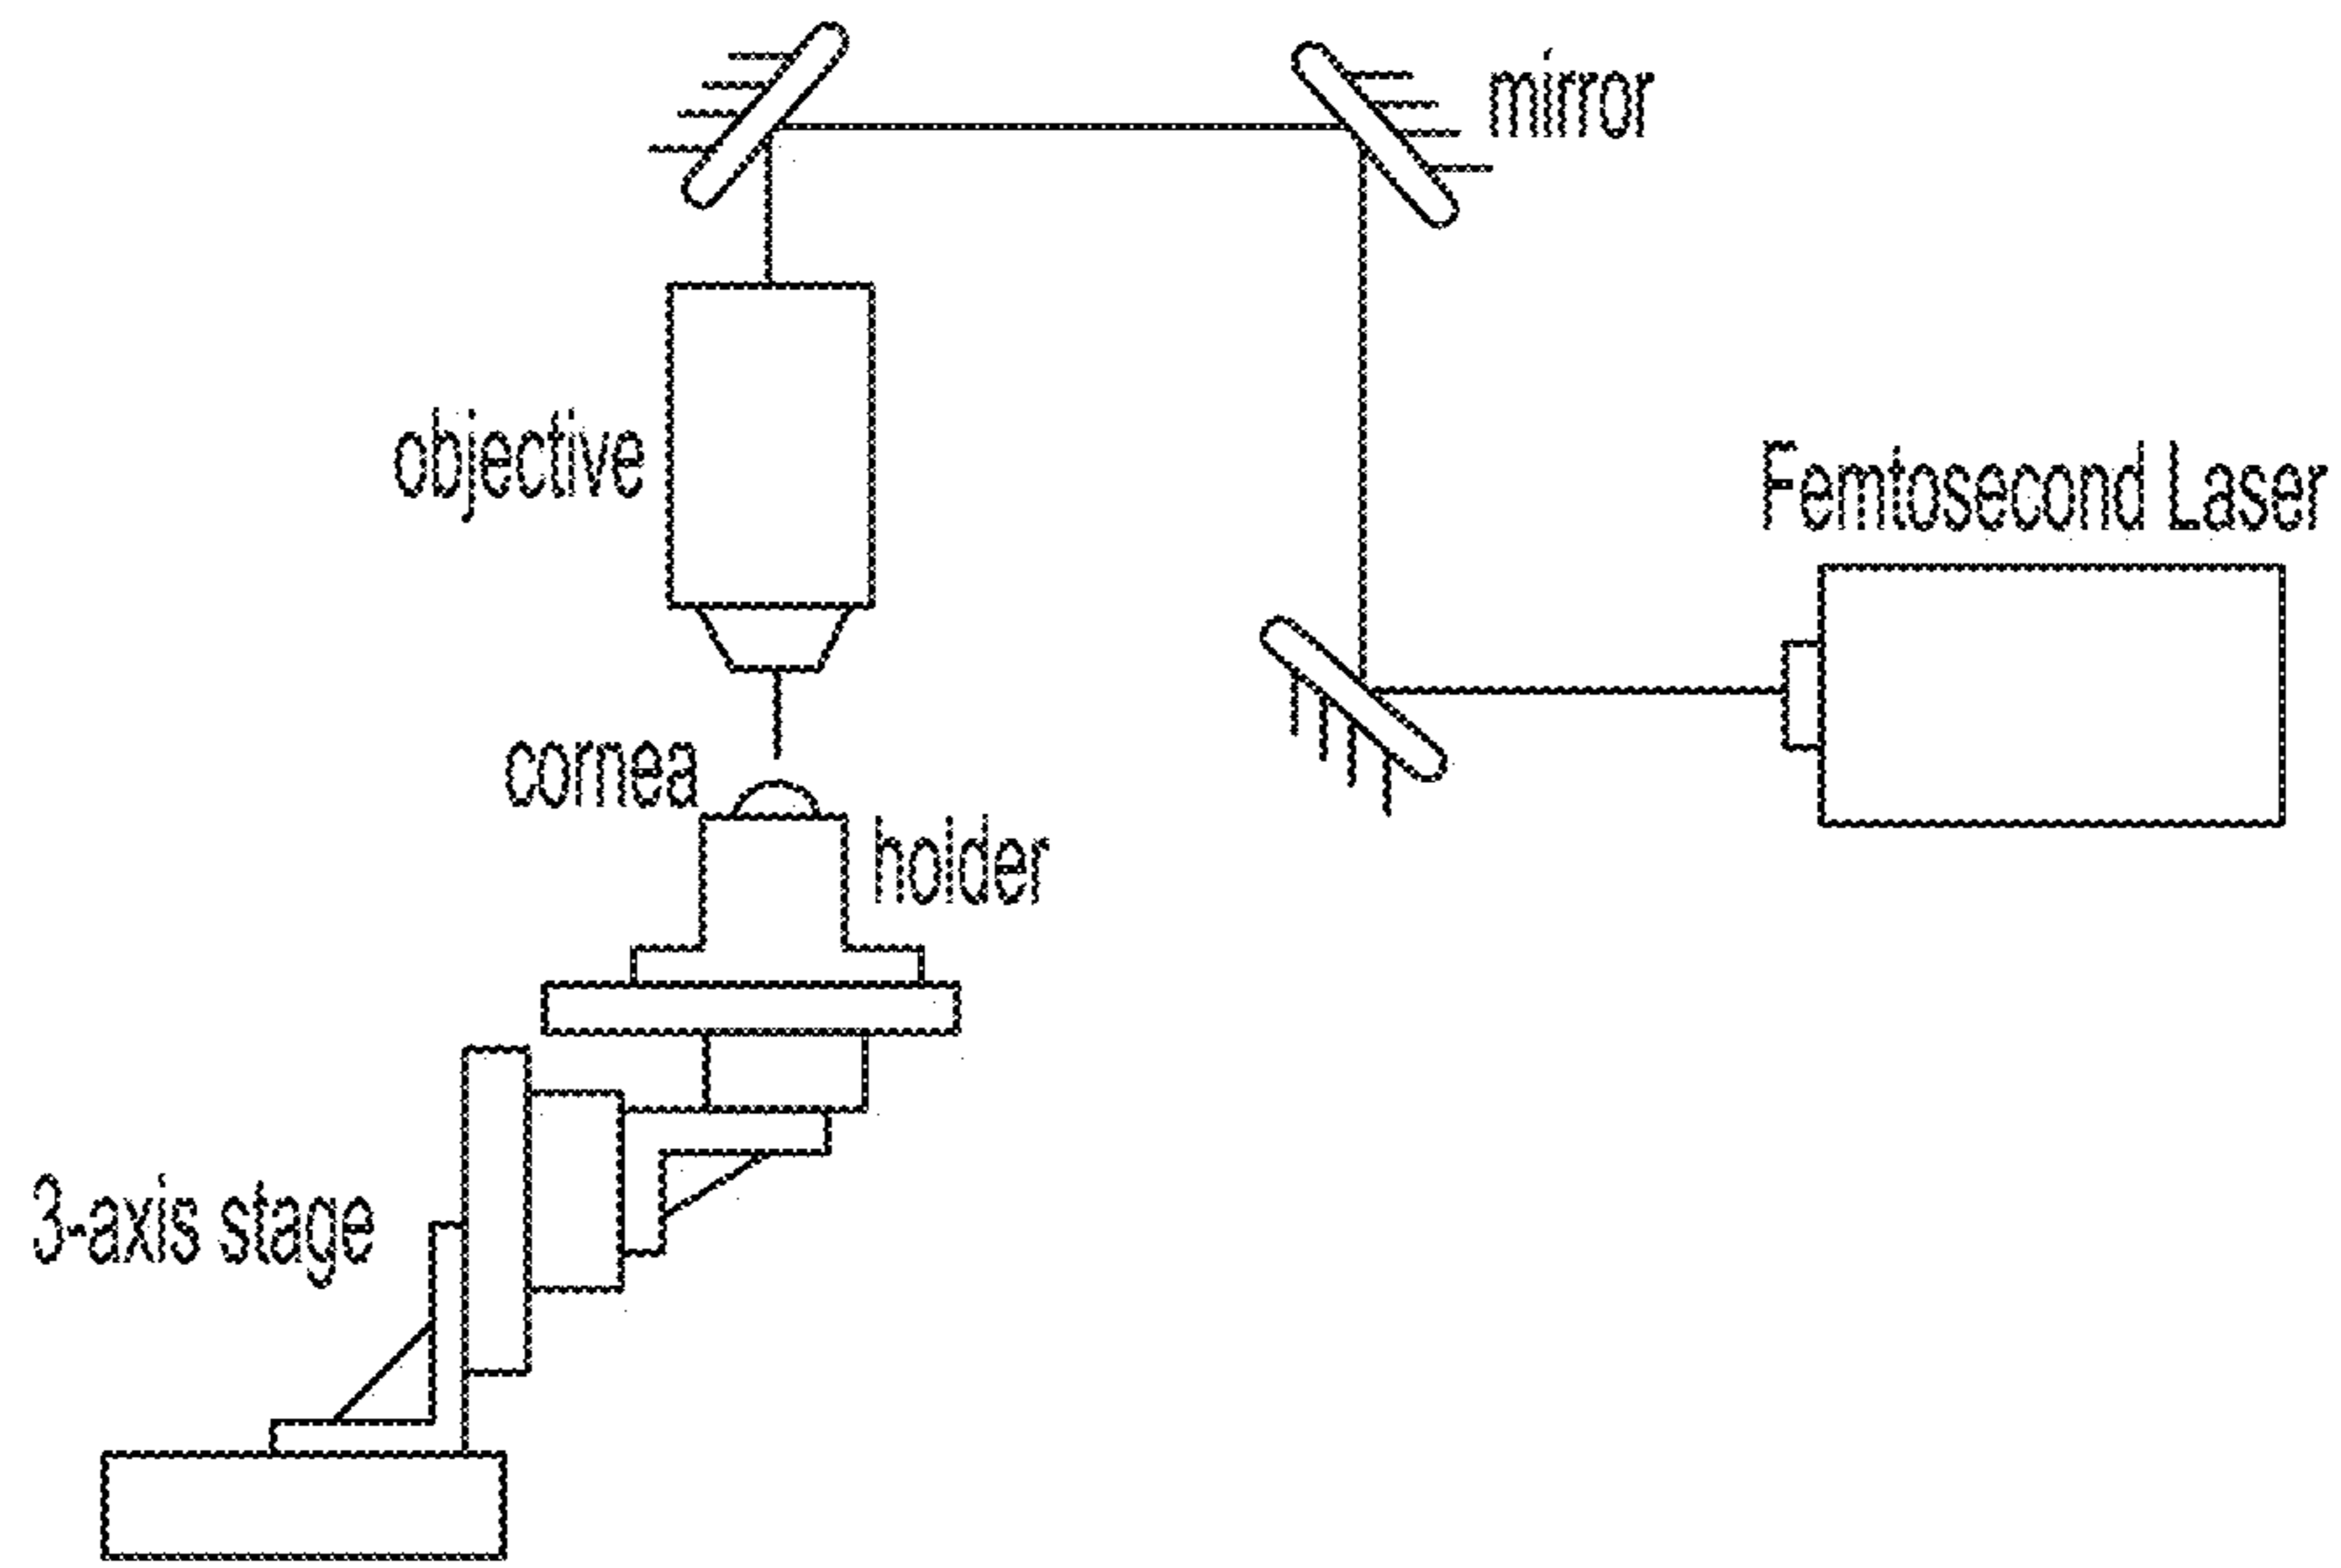 mirror
objective
Femtosecond Laser
cornea
holder
3-axis stage